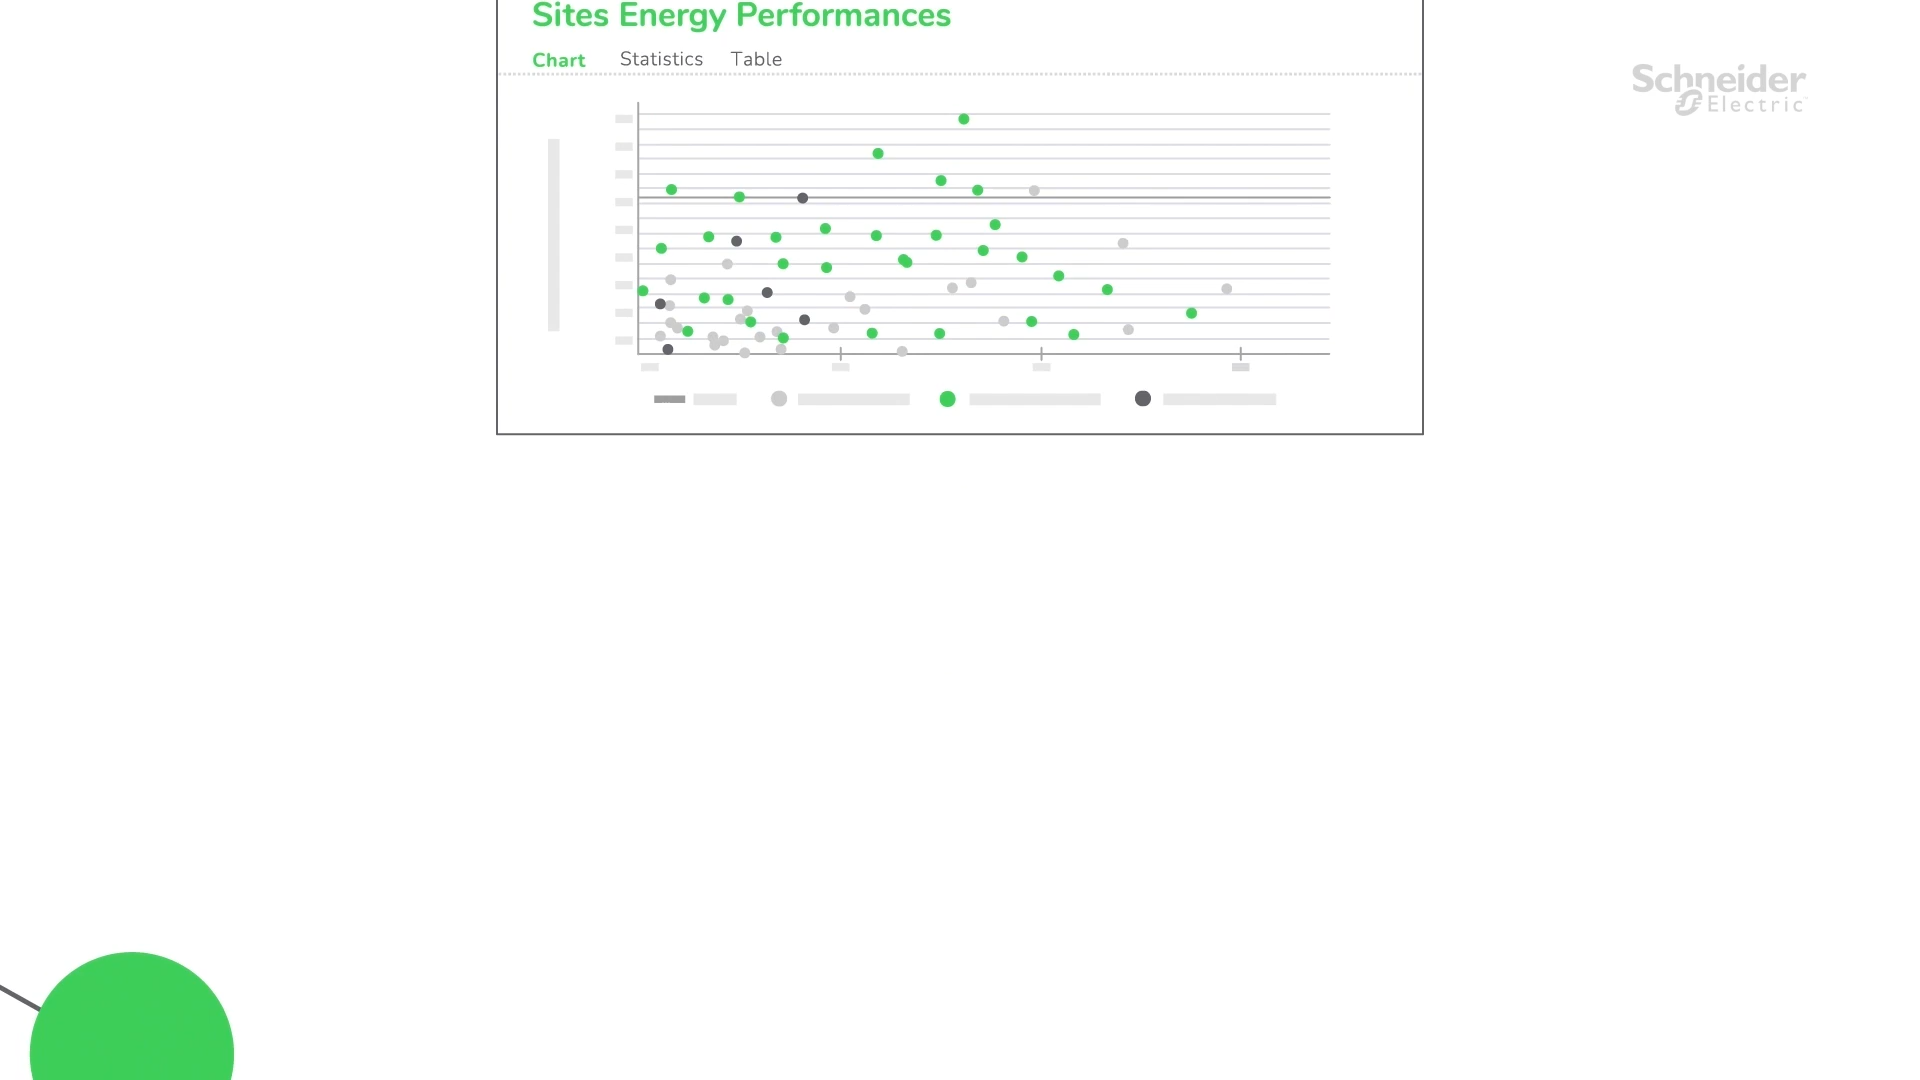 Sites Energy Performances
Chart Statistics Table
Schneider
Electric